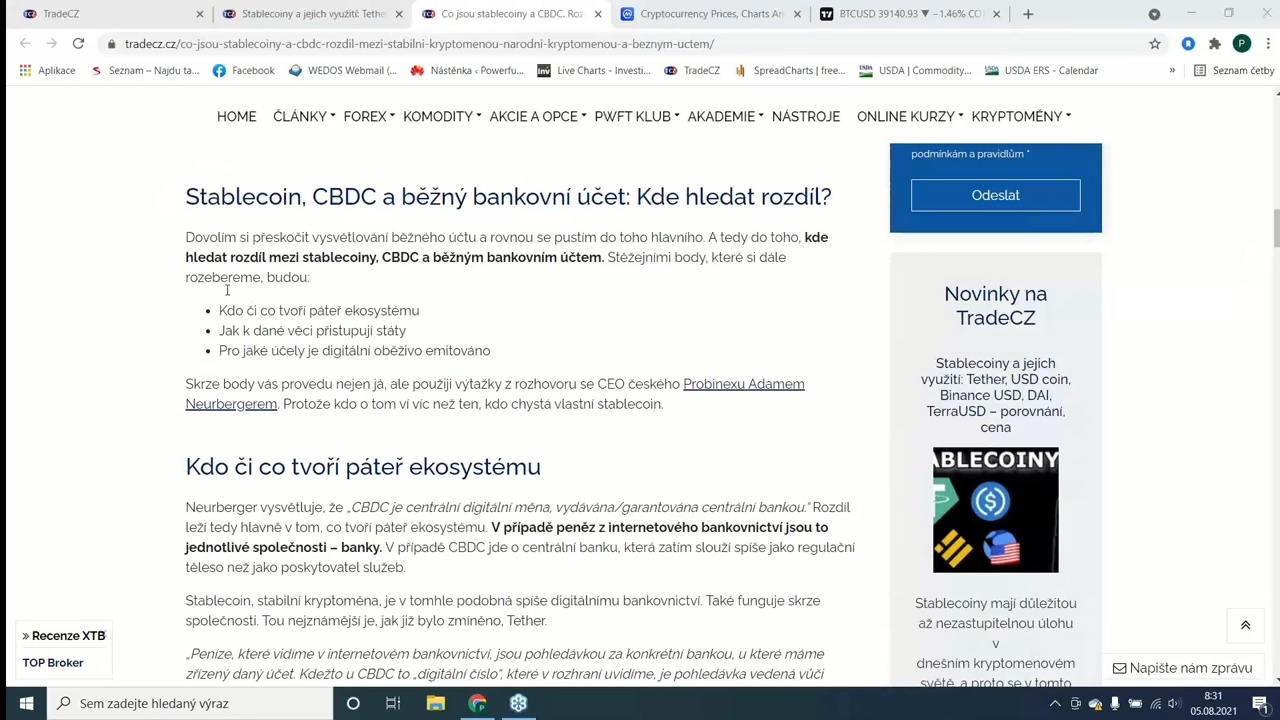 TradeCZ
Stablecoiny a jejich využití: Teth
Co jsou stablecoiny a CBDC. Roz
Cryptocurrency Prices, Charts An
BTCUSD 39140.93 ▼ −1.46% CO
tradecz.cz/co-jsou-stablecoiny-a-cbdc-rozdil-mezi-stabilni-kryptomenou-narodni-kryptomenou-a-beznym-uctem/
P
Aplikace
Seznam – Najdu ta...
Facebook
WEDOS Webmail (...
Nástěnka ‹ Powerfu...
Live Charts - Investi...
TradeCZ
SpreadCharts | free...
USDA | Commodity...
USDA ERS - Calendar
»
Seznam četby
HOME ČLÁNKY FOREX KOMODITY AKCIE A OPCE PWFT KLUB AKADEMIE NÁSTROJE ONLINE KURZY KRYPTOMĚNY
Stablecoin, CBDC a běžný bankovní účet: Kde hledat rozdíl?
Dovolím si přeskočit vysvětlování běžného účtu a rovnou se pustím do toho hlavního. A tedy do toho, kde
hledat rozdíl mezi stablecoiny, CBDC a běžným bankovním účtem. Stěžejními body, které si dále
rozebereme, budou:
• Kdo či co tvoří páteř ekosystému
• Jak k dané věci přistupují státy
• Pro jaké účely je digitální oběživo emitováno
Skrze body vás provedu nejen já, ale použiji výtažky z rozhovoru se CEO českého Probinexu Adamem
Neurbergerem. Protože kdo o tom ví víc než ten, kdo chystá vlastní stablecoin.
Kdo či co tvoří páteř ekosystému
Neurberger vysvětluje, že „CBDC je centrální digitální měna, vydávána/garantována centrální bankou.“ Rozdíl
leží tedy hlavně v tom, co tvoří páteř ekosystému. V případě peněz z internetového bankovnictví jsou to
jednotlivé společnosti – banky. V případě CBDC jde o centrální banku, která zatím slouží spíše jako regulační
těleso než jako poskytovatel služeb.
Stablecoin, stabilní kryptoměna, je v tomhle podobná spíše digitálnímu bankovnictví. Také funguje skrze
společnosti. Tou nejznámější je, jak již bylo zmíněno, Tether.
„Peníze, které vidíme v internetovém bankovnictví, jsou pohledávkou za konkrétní bankou, u které máme
zřízený daný účet. Kdežto u CBDC to „digitální číslo“, které v rozhraní uvidíme, je pohledávka vedená vůči
podmínkám a pravidlům *
Odeslat
Novinky na
TradeCZ
Stablecoiny a jejich
využití: Tether, USD coin,
Binance USD, DAI,
TerraUSD – porovnání,
cena
ABLECOINY
Stablecoiny mají důležitou
až nezastupitelnou úlohu
v
dnešním kryptomenovém
světě, a proto se v tomto
» Recenze XTB
TOP Broker
Napište nám zprávu
Sem zadejte hledaný výraz
8:31
05.08.2021
1